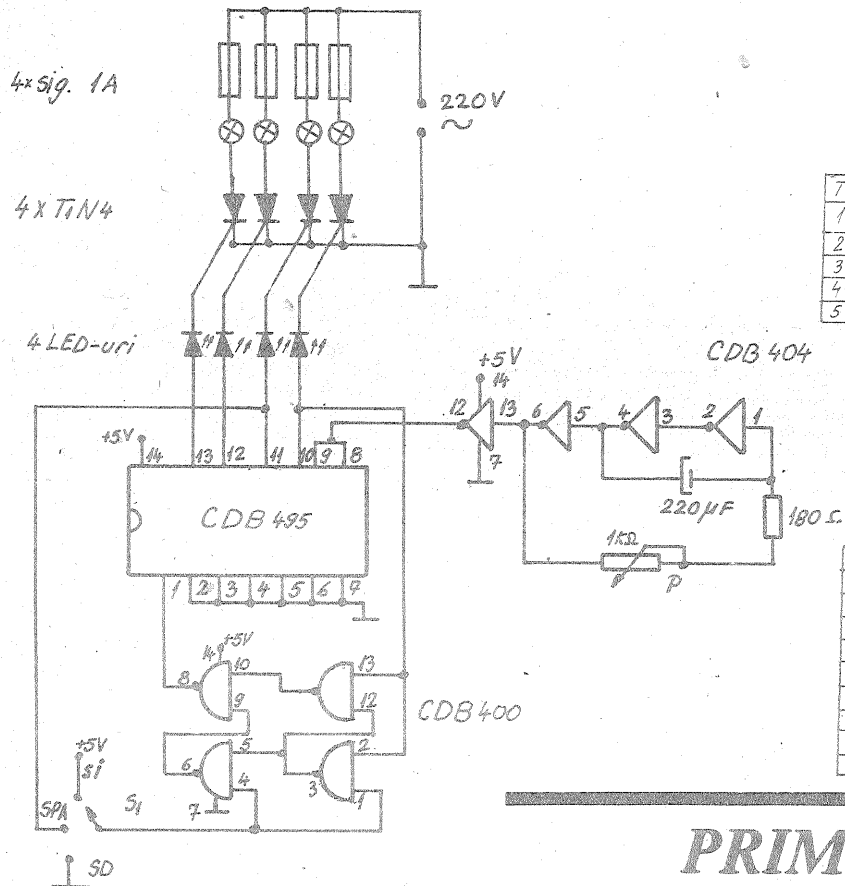 4x sig. 1A
220V
~
4 x T1N4
4 LED-uri
CDB 404
+5V
14
12
13
6
5
4
3
2
1
7
220µF
180 Ω
1KΩ
P
+5V
14
13
12
11
10
9
8
CDB 495
1
2
3
4
5
6
7
14
+5V
8
10
9
13
12
CDB 400
6
5
4
7
3
2
1
+5V
si
SPA
S1
SD
T
1
2
3
4
5
PRIM